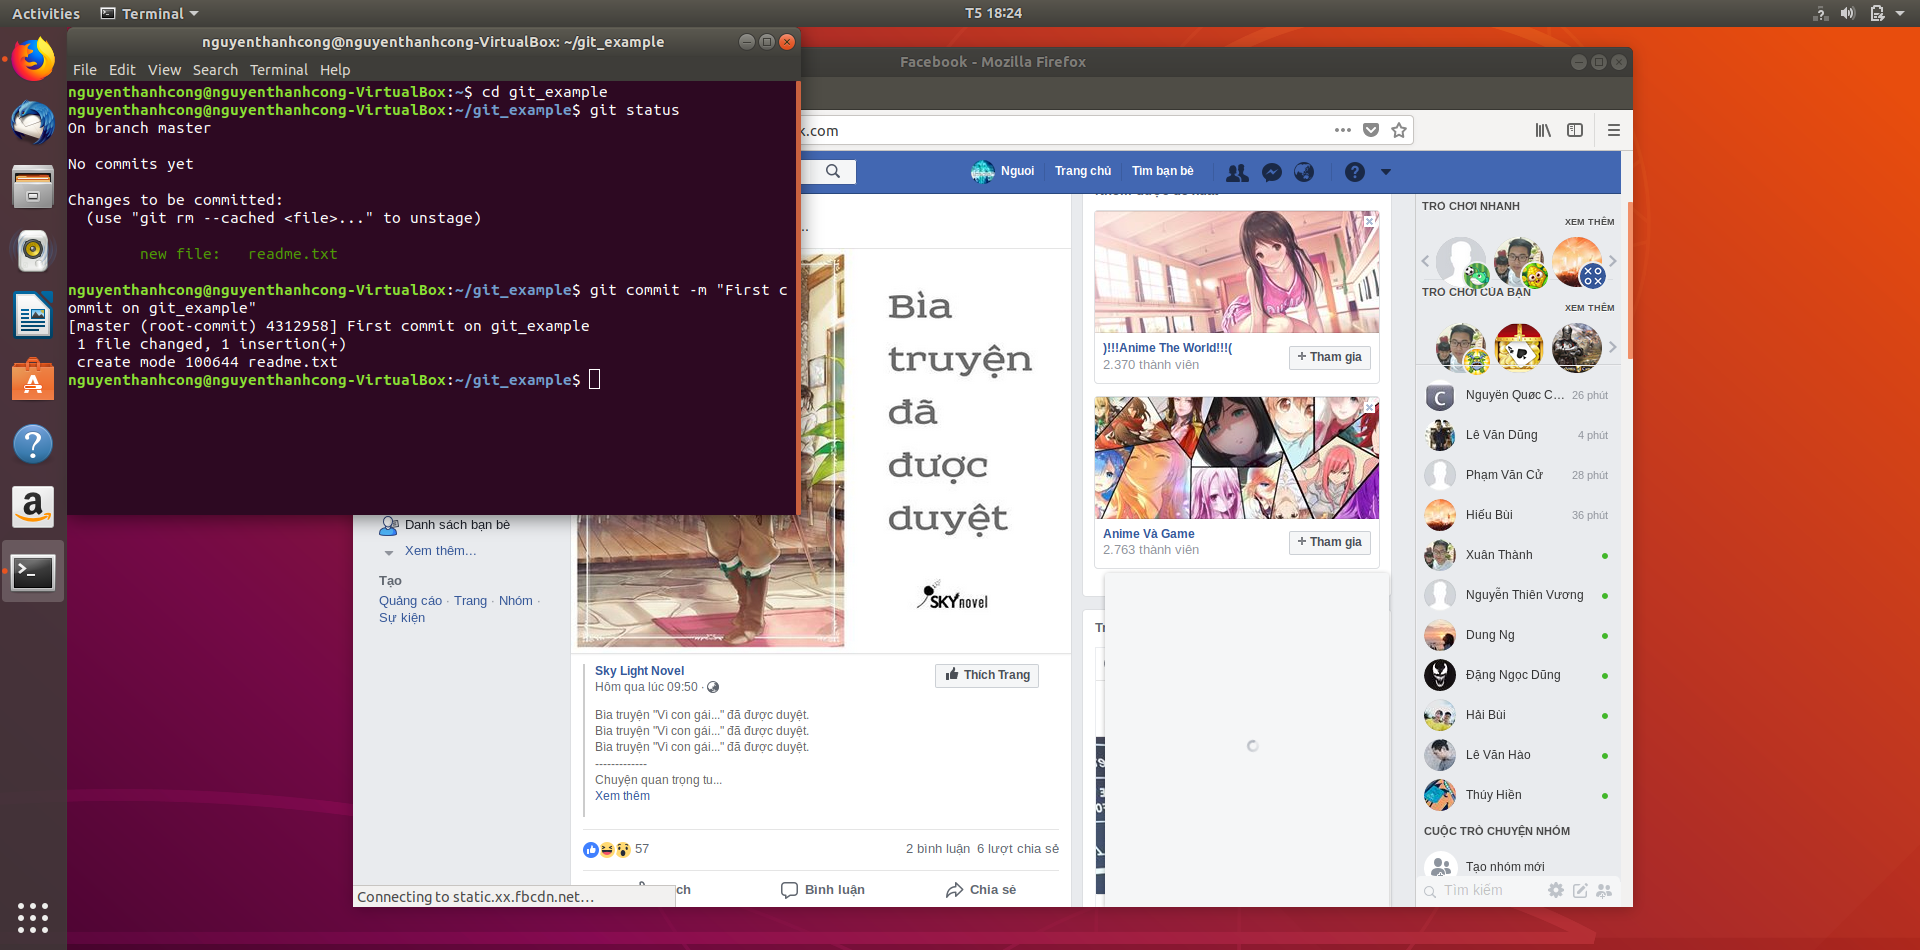 Activities
Terminal
T5 18:24
nguyenthanhcong@nguyenthanhcong-VirtualBox: ~/git_example
File Edit View Search Terminal Help
nguyenthanhcong@nguyenthanhcong-VirtualBox:~$ cd git_example
nguyenthanhcong@nguyenthanhcong-VirtualBox:~/git_example$ git status
On branch master
No commits yet
Changes to be committed:
(use "git rm --cached <file>..." to unstage)
new file: readme.txt
nguyenthanhcong@nguyenthanhcong-VirtualBox:~/git_example$ git commit -m "First c
ommit on git_example"
[master (root-commit) 4312958] First commit on git_example
1 file changed, 1 insertion(+)
create mode 100644 readme.txt
nguyenthanhcong@nguyenthanhcong-VirtualBox:~/git_example$
Facebook - Mozilla Firefox
k.com
Nguoi
Trang chủ
Tìm bạn bè
Danh sách bạn bè
Xem thêm...
Tạo
Quảng cáo · Trang · Nhóm ·
Sự kiện
Bìa
truyện
đã
được
duyệt
SKYnovel
Sky Light Novel
Hôm qua lúc 09:50 ·
Thích Trang
Bìa truyện "Vì con gái..." đã được duyệt.
Bìa truyện "Vì con gái..." đã được duyệt.
Bìa truyện "Vì con gái..." đã được duyệt.
-------------
Chuyện quan trọng tu...
Xem thêm
57
2 bình luận 6 lượt chia sẻ
Bình luận
Chia sẻ
Connecting to static.xx.fbcdn.net…
)!!!Anime The World!!!(
2.370 thành viên
+ Tham gia
Anime Và Game
2.763 thành viên
+ Tham gia
TRÒ CHƠI NHANH
XEM THÊM
TRÒ CHƠI CỦA BẠN
XEM THÊM
Nguyên Quợc C... 26 phút
Lê Văn Dũng 4 phút
Phạm Văn Cử 28 phút
Hiếu Bùi 36 phút
Xuân Thành
Nguyễn Thiên Vương
Dung Ng
Đặng Ngọc Dũng
Hải Bùi
Lê Văn Hào
Thúy Hiền
CUỘC TRÒ CHUYỆN NHÓM
Tạo nhóm mới
Tìm kiếm